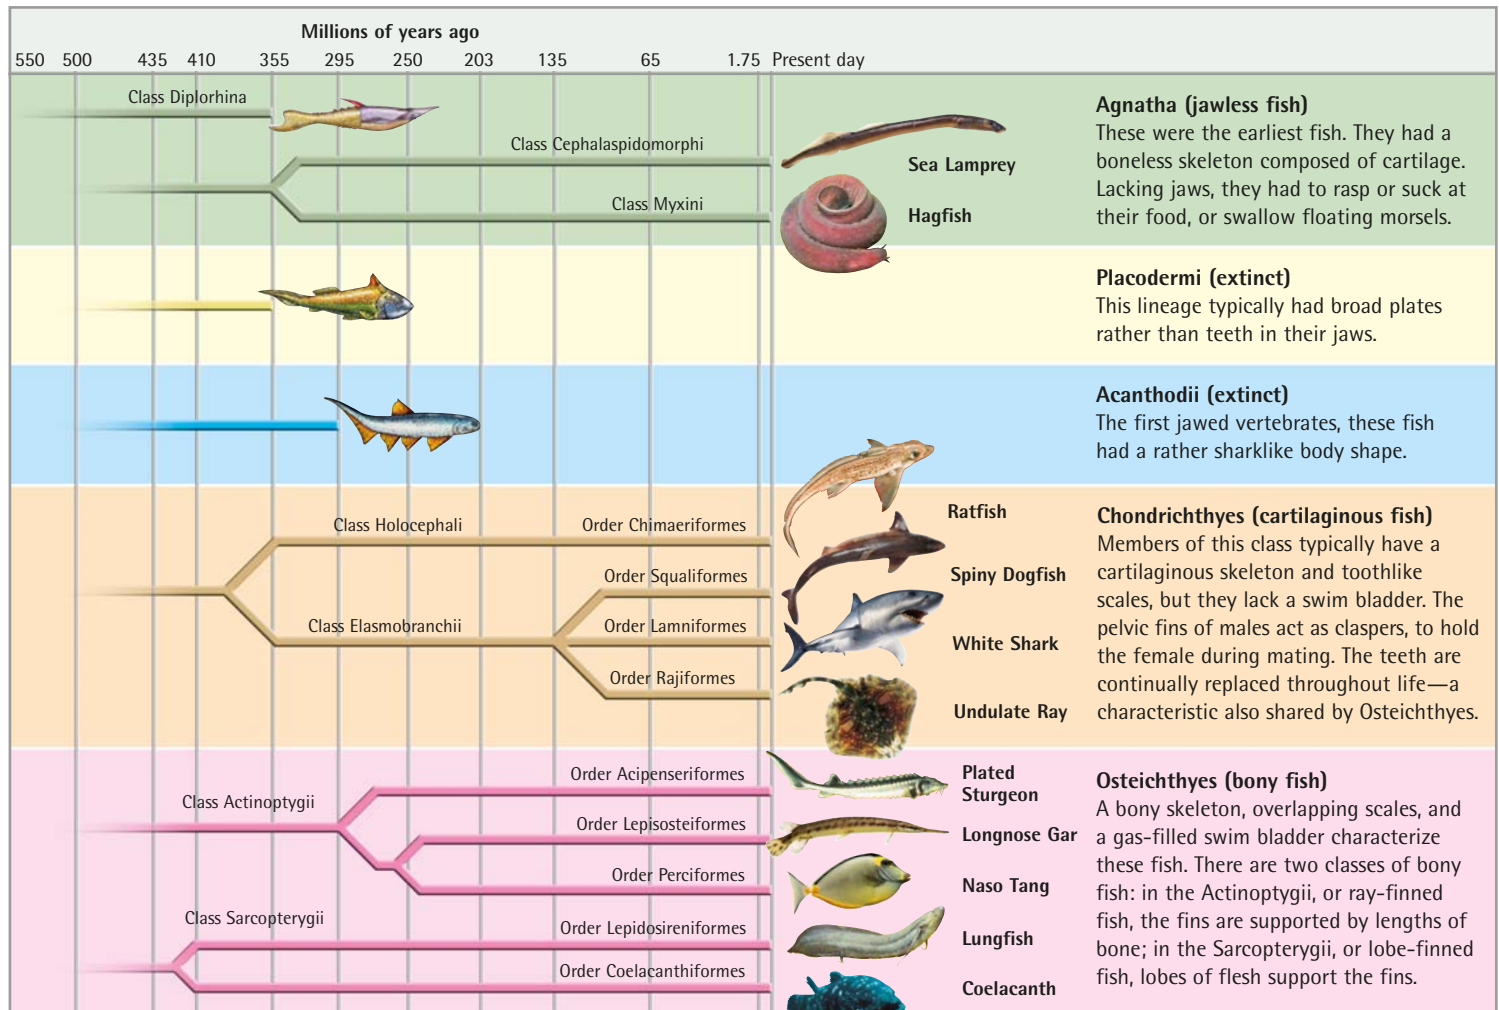 Millions of years ago
550 500 435 410 355 295 250 203 135 65 1.75 Present day
Class Diplorhina
Class Cephalaspidomorphi
Sea Lamprey
Class Myxini
Hagfish
Agnatha (jawless fish)
These were the earliest fish. They had a
boneless skeleton composed of cartilage.
Lacking jaws, they had to rasp or suck at
their food, or swallow floating morsels.
Placodermi (extinct)
This lineage typically had broad plates
rather than teeth in their jaws.
Acanthodii (extinct)
The first jawed vertebrates, these fish
had a rather sharklike body shape.
Class Holocephali
Order Chimaeriformes
Ratfish
Order Squaliformes
Spiny Dogfish
Class Elasmobranchii
Order Lamniformes
White Shark
Order Rajiformes
Undulate Ray
Chondrichthyes (cartilaginous fish)
Members of this class typically have a
cartilaginous skeleton and toothlike
scales, but they lack a swim bladder. The
pelvic fins of males act as claspers, to hold
the female during mating. The teeth are
continually replaced throughout life—a
characteristic also shared by Osteichthyes.
Order Acipenseriformes
Plated
Sturgeon
Class Actinoptygii
Order Lepisosteiformes
Longnose Gar
Order Perciformes
Naso Tang
Class Sarcopterygii
Order Lepidosireniformes
Lungfish
Order Coelacanthiformes
Coelacanth
Osteichthyes (bony fish)
A bony skeleton, overlapping scales, and
a gas-filled swim bladder characterize
these fish. There are two classes of bony
fish: in the Actinoptygii, or ray-finned
fish, the fins are supported by lengths of
bone; in the Sarcopterygii, or lobe-finned
fish, lobes of flesh support the fins.